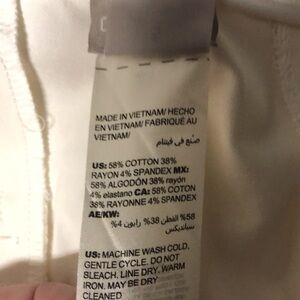 MADE IN VIETNAM/ HECHO
EN VIETNAM/ FABRIQUÉ AU
VIETNAM/
صنع في فيتنام
US: 58% COTTON 38%
RAYON 4% SPANDEX MX:
58% ALGODÓN 38% rayón
4% elastano CA: 58% COTON
38% RAYONNE 4% SPANDEX
AE/KW:
58% القطن 38% رايون 4%
سبانديكس
US: MACHINE WASH COLD.
GENTLE CYCLE. DO NOT
BLEACH. LINE DRY. WARM
IRON. MAY BE DRY
CLEANED